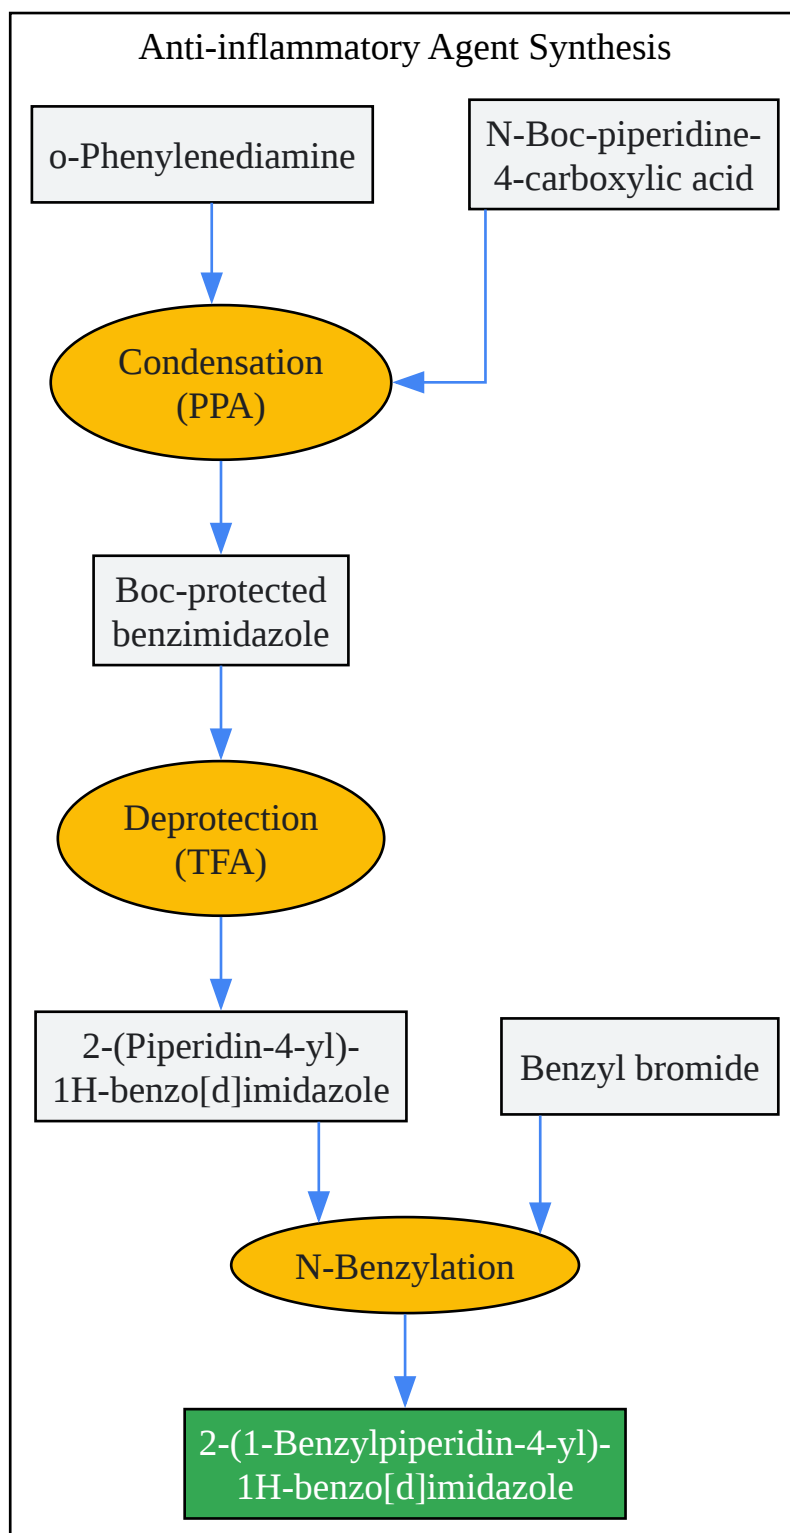 Anti-inflammatory Agent Synthesis
o-Phenylenediamine
N-Boc-piperidine-
4-carboxylic acid
Condensation
(PPA)
Boc-protected
benzimidazole
Deprotection
(TFA)
2-(Piperidin-4-yl)-
1H-benzo[d]imidazole
Benzyl bromide
N-Benzylation
2-(1-Benzylpiperidin-4-yl)-
1H-benzo[d]imidazole